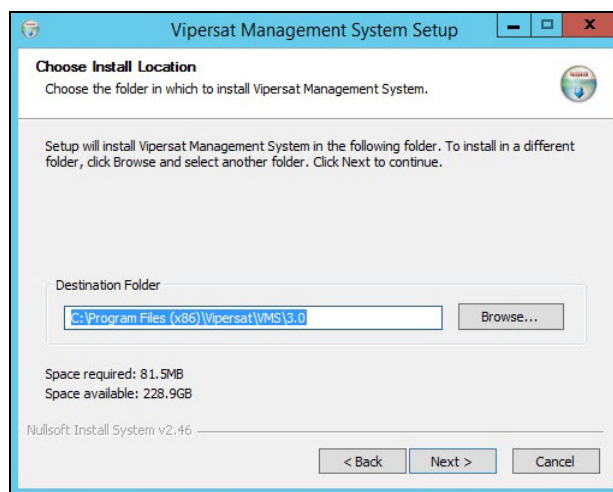 Vipersat Management System Setup
Choose Install Location
Choose the folder in which to install Vipersat Management System.
Setup will install Vipersat Management System in the following folder. To install in a different
folder, click Browse and select another folder. Click Next to continue.
Destination Folder
C:\Program Files (x86)\Vipersat\VMS\3.0
Browse...
Space required: 81.5MB
Space available: 228.9GB
Nullsoft Install System v2.46
< Back
Next >
Cancel